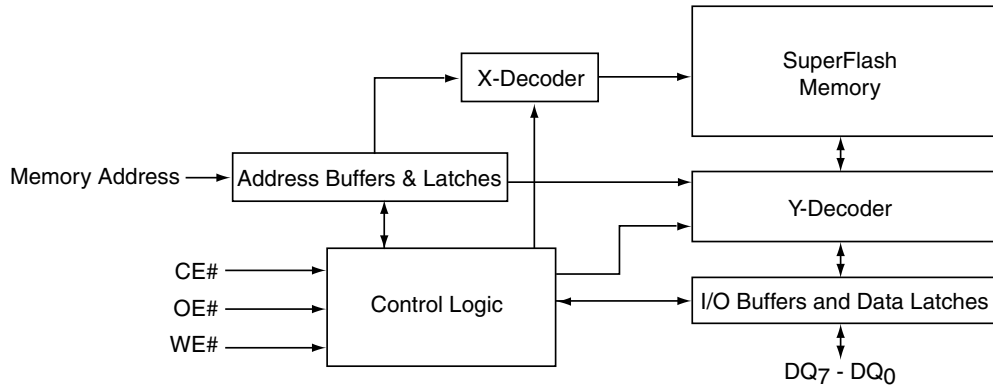 SuperFlash
Memory
X-Decoder
Memory Address
Address Buffers & Latches
Y-Decoder
CE#
OE#
WE#
Control Logic
I/O Buffers and Data Latches
DQ7 - DQ0